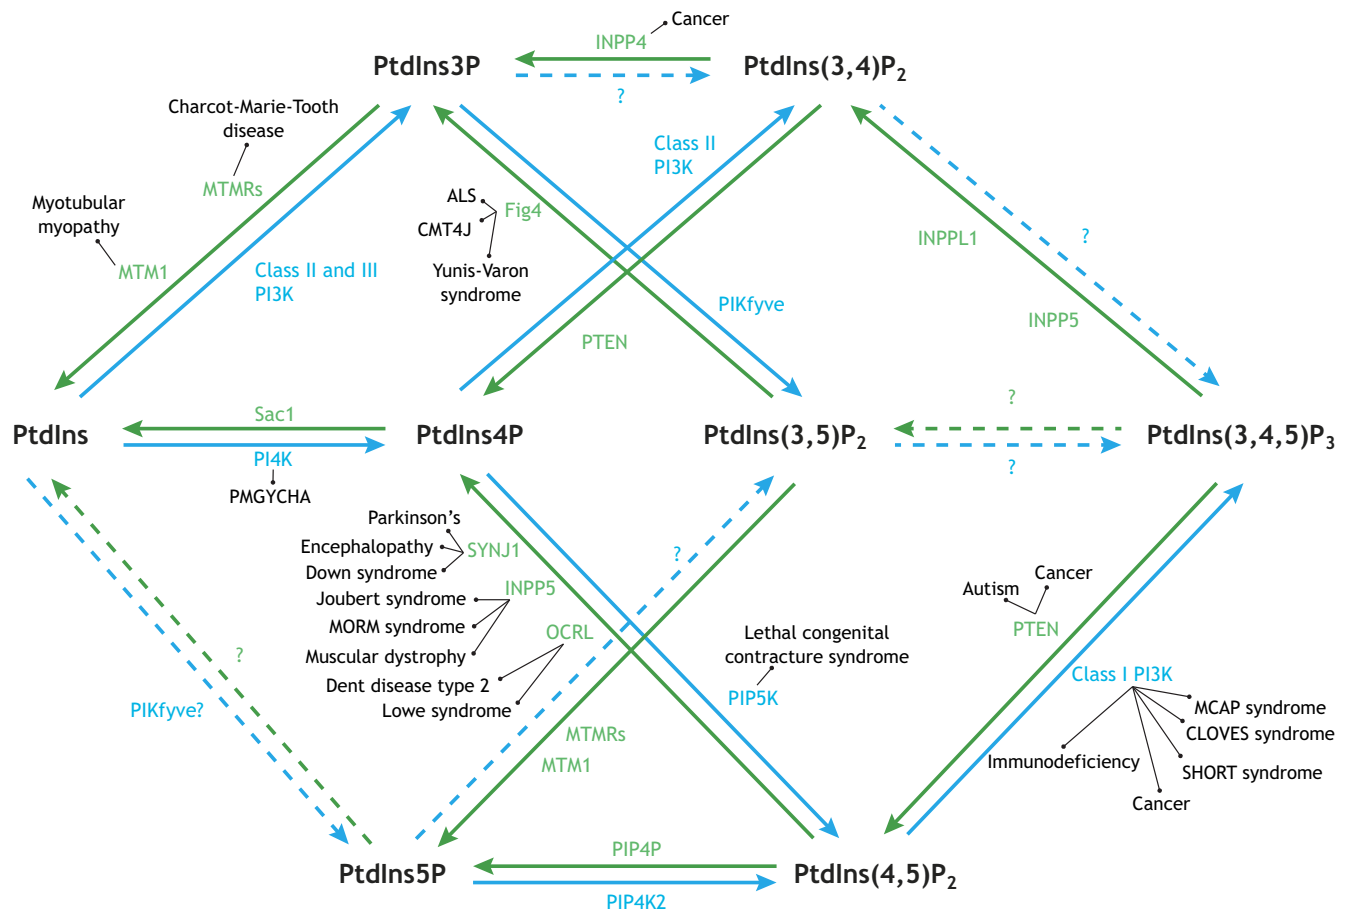 Cancer
INPP4
PtdIns3P
PtdIns(3,4)P2
?
Charcot-Marie-Tooth
disease
Class II
PI3K
MTMRs
Myotubular
myopathy
MTM1
ALS
Fig4
CMT4J
Yunis-Varon
syndrome
INPPL1
?
Class II and III
PI3K
PIKfyve
INPP5
PTEN
?
Sac1
PtdIns
PtdIns4P
PtdIns(3,5)P2
PtdIns(3,4,5)P3
PI4K
?
PMGYCHA
Parkinson's
Encephalopathy
SYNJ1
?
Down syndrome
INPP5
Joubert syndrome
MORM syndrome
OCRL
Muscular dystrophy
Dent disease type 2
Lowe syndrome
Cancer
Autism
PTEN
Lethal congenital
contracture syndrome
PIP5K
Class I PI3K
?
PIKfyve?
MCAP syndrome
CLOVES syndrome
MTMRs
MTM1
Immunodeficiency
SHORT syndrome
Cancer
PIP4P
PtdIns5P
PtdIns(4,5)P2
PIP4K2